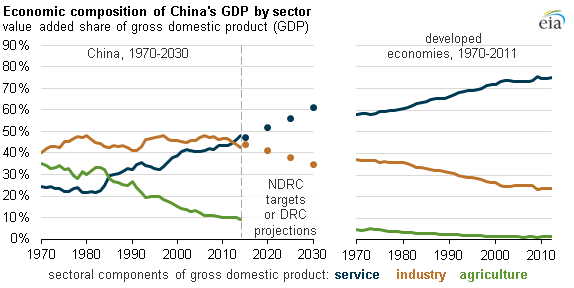 Economic composition of China's GDP by sector
value added share of gross domestic product (GDP)
eia
90%
80%
70%
60%
50%
40%
30%
20%
10%
0%
China, 1970-2030
NDRC
targets
or DRC
projections
1970 1980 1990 2000 2010 2020 2030
developed
economies, 1970-2011
1970 1980 1990 2000 2010
sectoral components of gross domestic product: service industry agriculture